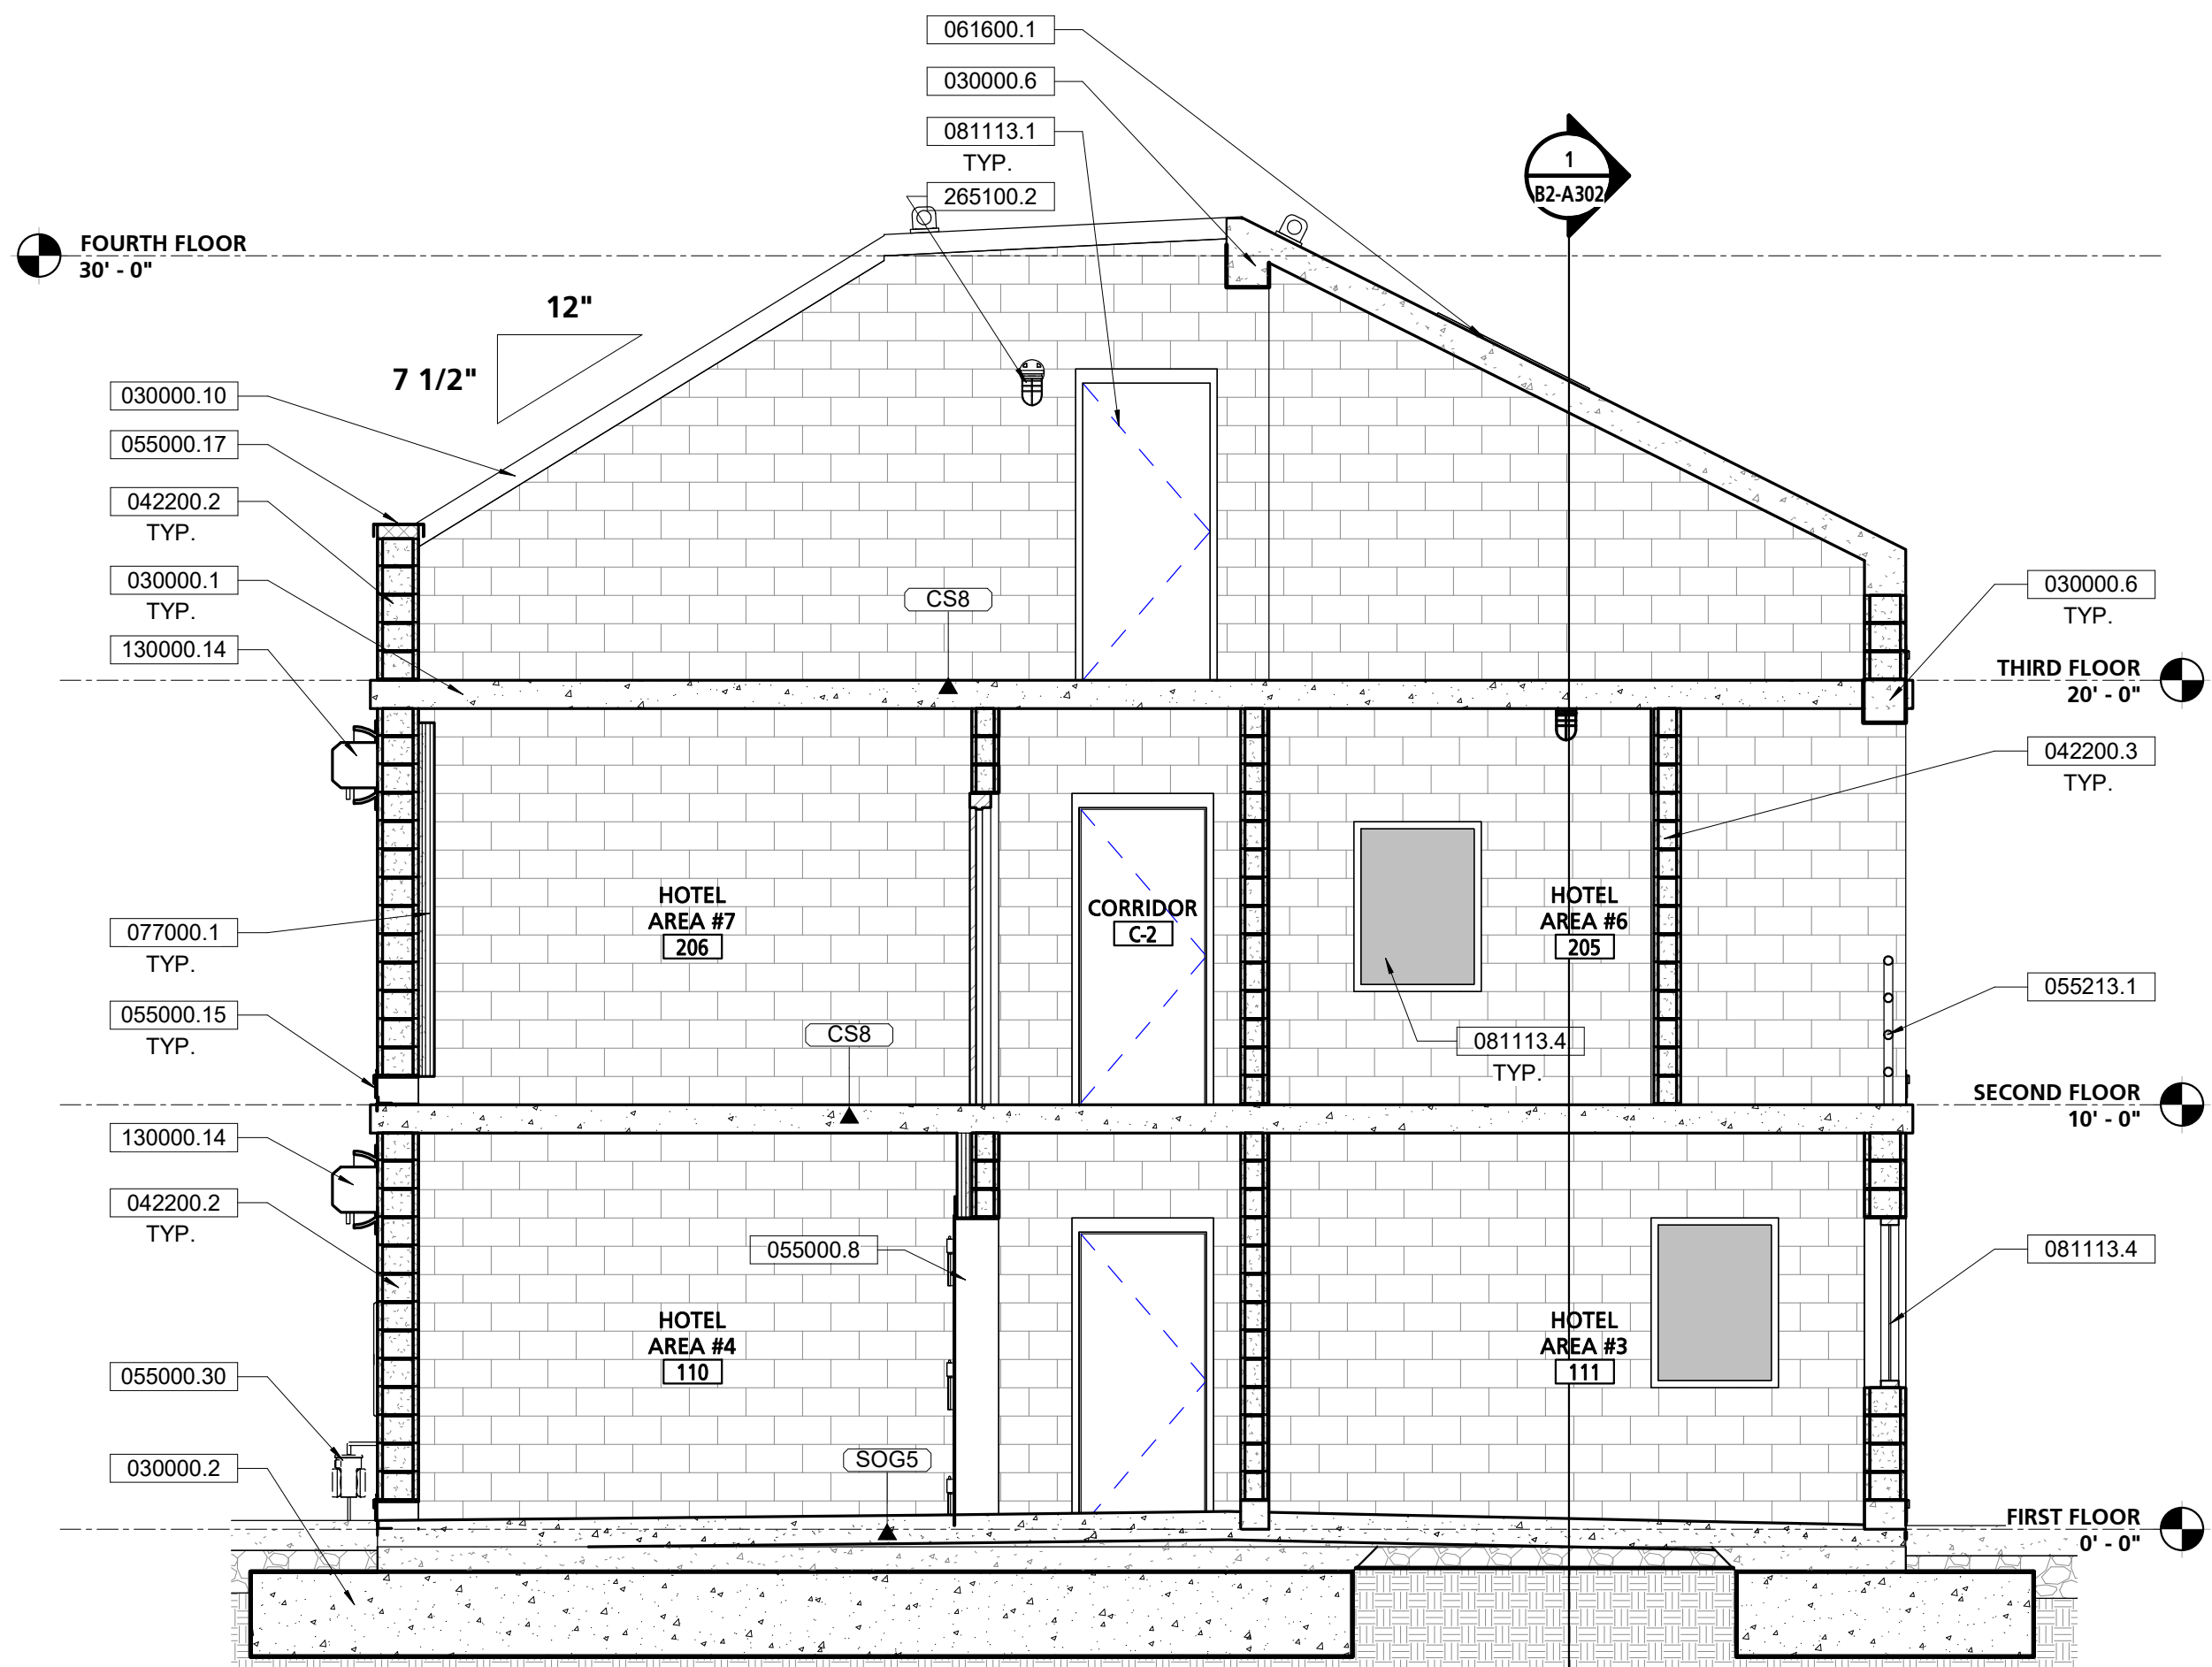 061600.1
030000.6
081113.1
TYP.
265100.2
1
B2-A302
FOURTH FLOOR
30' - 0"
12"
7 1/2"
030000.10
055000.17
042200.2
TYP.
030000.1
TYP.
130000.14
CS8
030000.6
TYP.
THIRD FLOOR
20' - 0"
042200.3
TYP.
HOTEL
AREA #7
206
CORRIDOR
C-2
HOTEL
AREA #6
205
077000.1
TYP.
055000.15
TYP.
CS8
081113.4
TYP.
055213.1
SECOND FLOOR
10' - 0"
130000.14
042200.2
TYP.
055000.8
081113.4
HOTEL
AREA #4
110
HOTEL
AREA #3
111
055000.30
030000.2
SOG5
FIRST FLOOR
0' - 0"